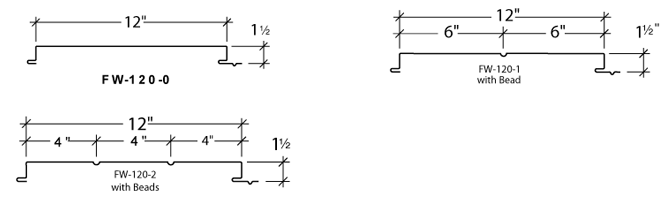 12"
1½
FW-120-0
12"
6" 6"
1½"
FW-120-1
with Bead
12"
4" 4" 4"
1½
FW-120-2
with Beads